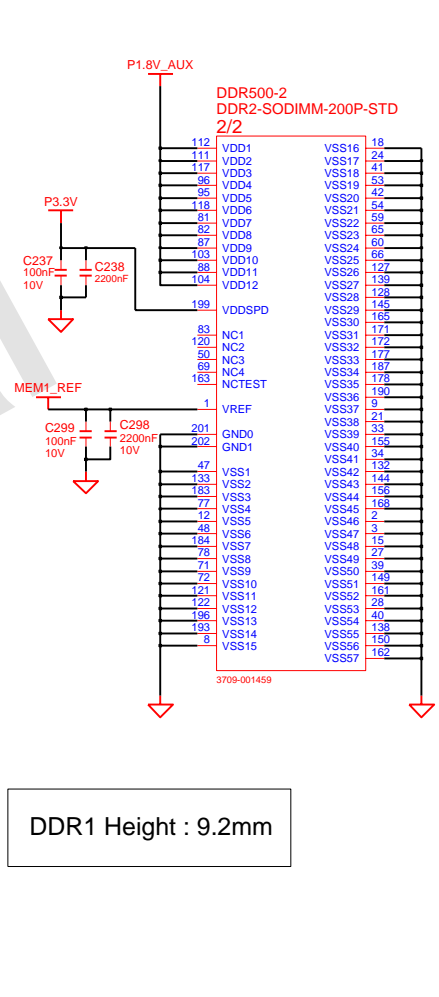 P1.8V_AUX
DDR500-2
DDR2-SODIMM-200P-STD
2/2
P3.3V
C237
100nF
10V
C238
2200nF
MEM1_REF
C299
100nF
10V
C298
2200nF
10V
112 VDD1
111 VDD2
117 VDD3
96 VDD4
95 VDD5
118 VDD6
81 VDD7
82 VDD8
87 VDD9
103 VDD10
88 VDD11
104 VDD12
199 VDDSPD
83 NC1
120 NC2
50 NC3
69 NC4
163 NCTEST
1 VREF
201 GND0
202 GND1
47 VSS1
133 VSS2
183 VSS3
77 VSS4
12 VSS5
48 VSS6
184 VSS7
78 VSS8
71 VSS9
72 VSS10
121 VSS11
122 VSS12
196 VSS13
193 VSS14
8 VSS15
VSS16 18
VSS17 24
VSS18 41
VSS19 53
VSS20 42
VSS21 54
VSS22 59
VSS23 65
VSS24 60
VSS25 66
VSS26 127
VSS27 139
VSS28 128
VSS29 145
VSS30 165
VSS31 171
VSS32 172
VSS33 177
VSS34 187
VSS35 178
VSS36 190
VSS37 9
VSS38 21
VSS39 33
VSS40 155
VSS41 34
VSS42 132
VSS43 144
VSS44 156
VSS45 168
VSS46 2
VSS47 3
VSS48 15
VSS49 27
VSS50 39
VSS51 149
VSS52 161
VSS53 28
VSS54 40
VSS55 138
VSS56 150
VSS57 162
3709-001459
DDR1 Height : 9.2mm